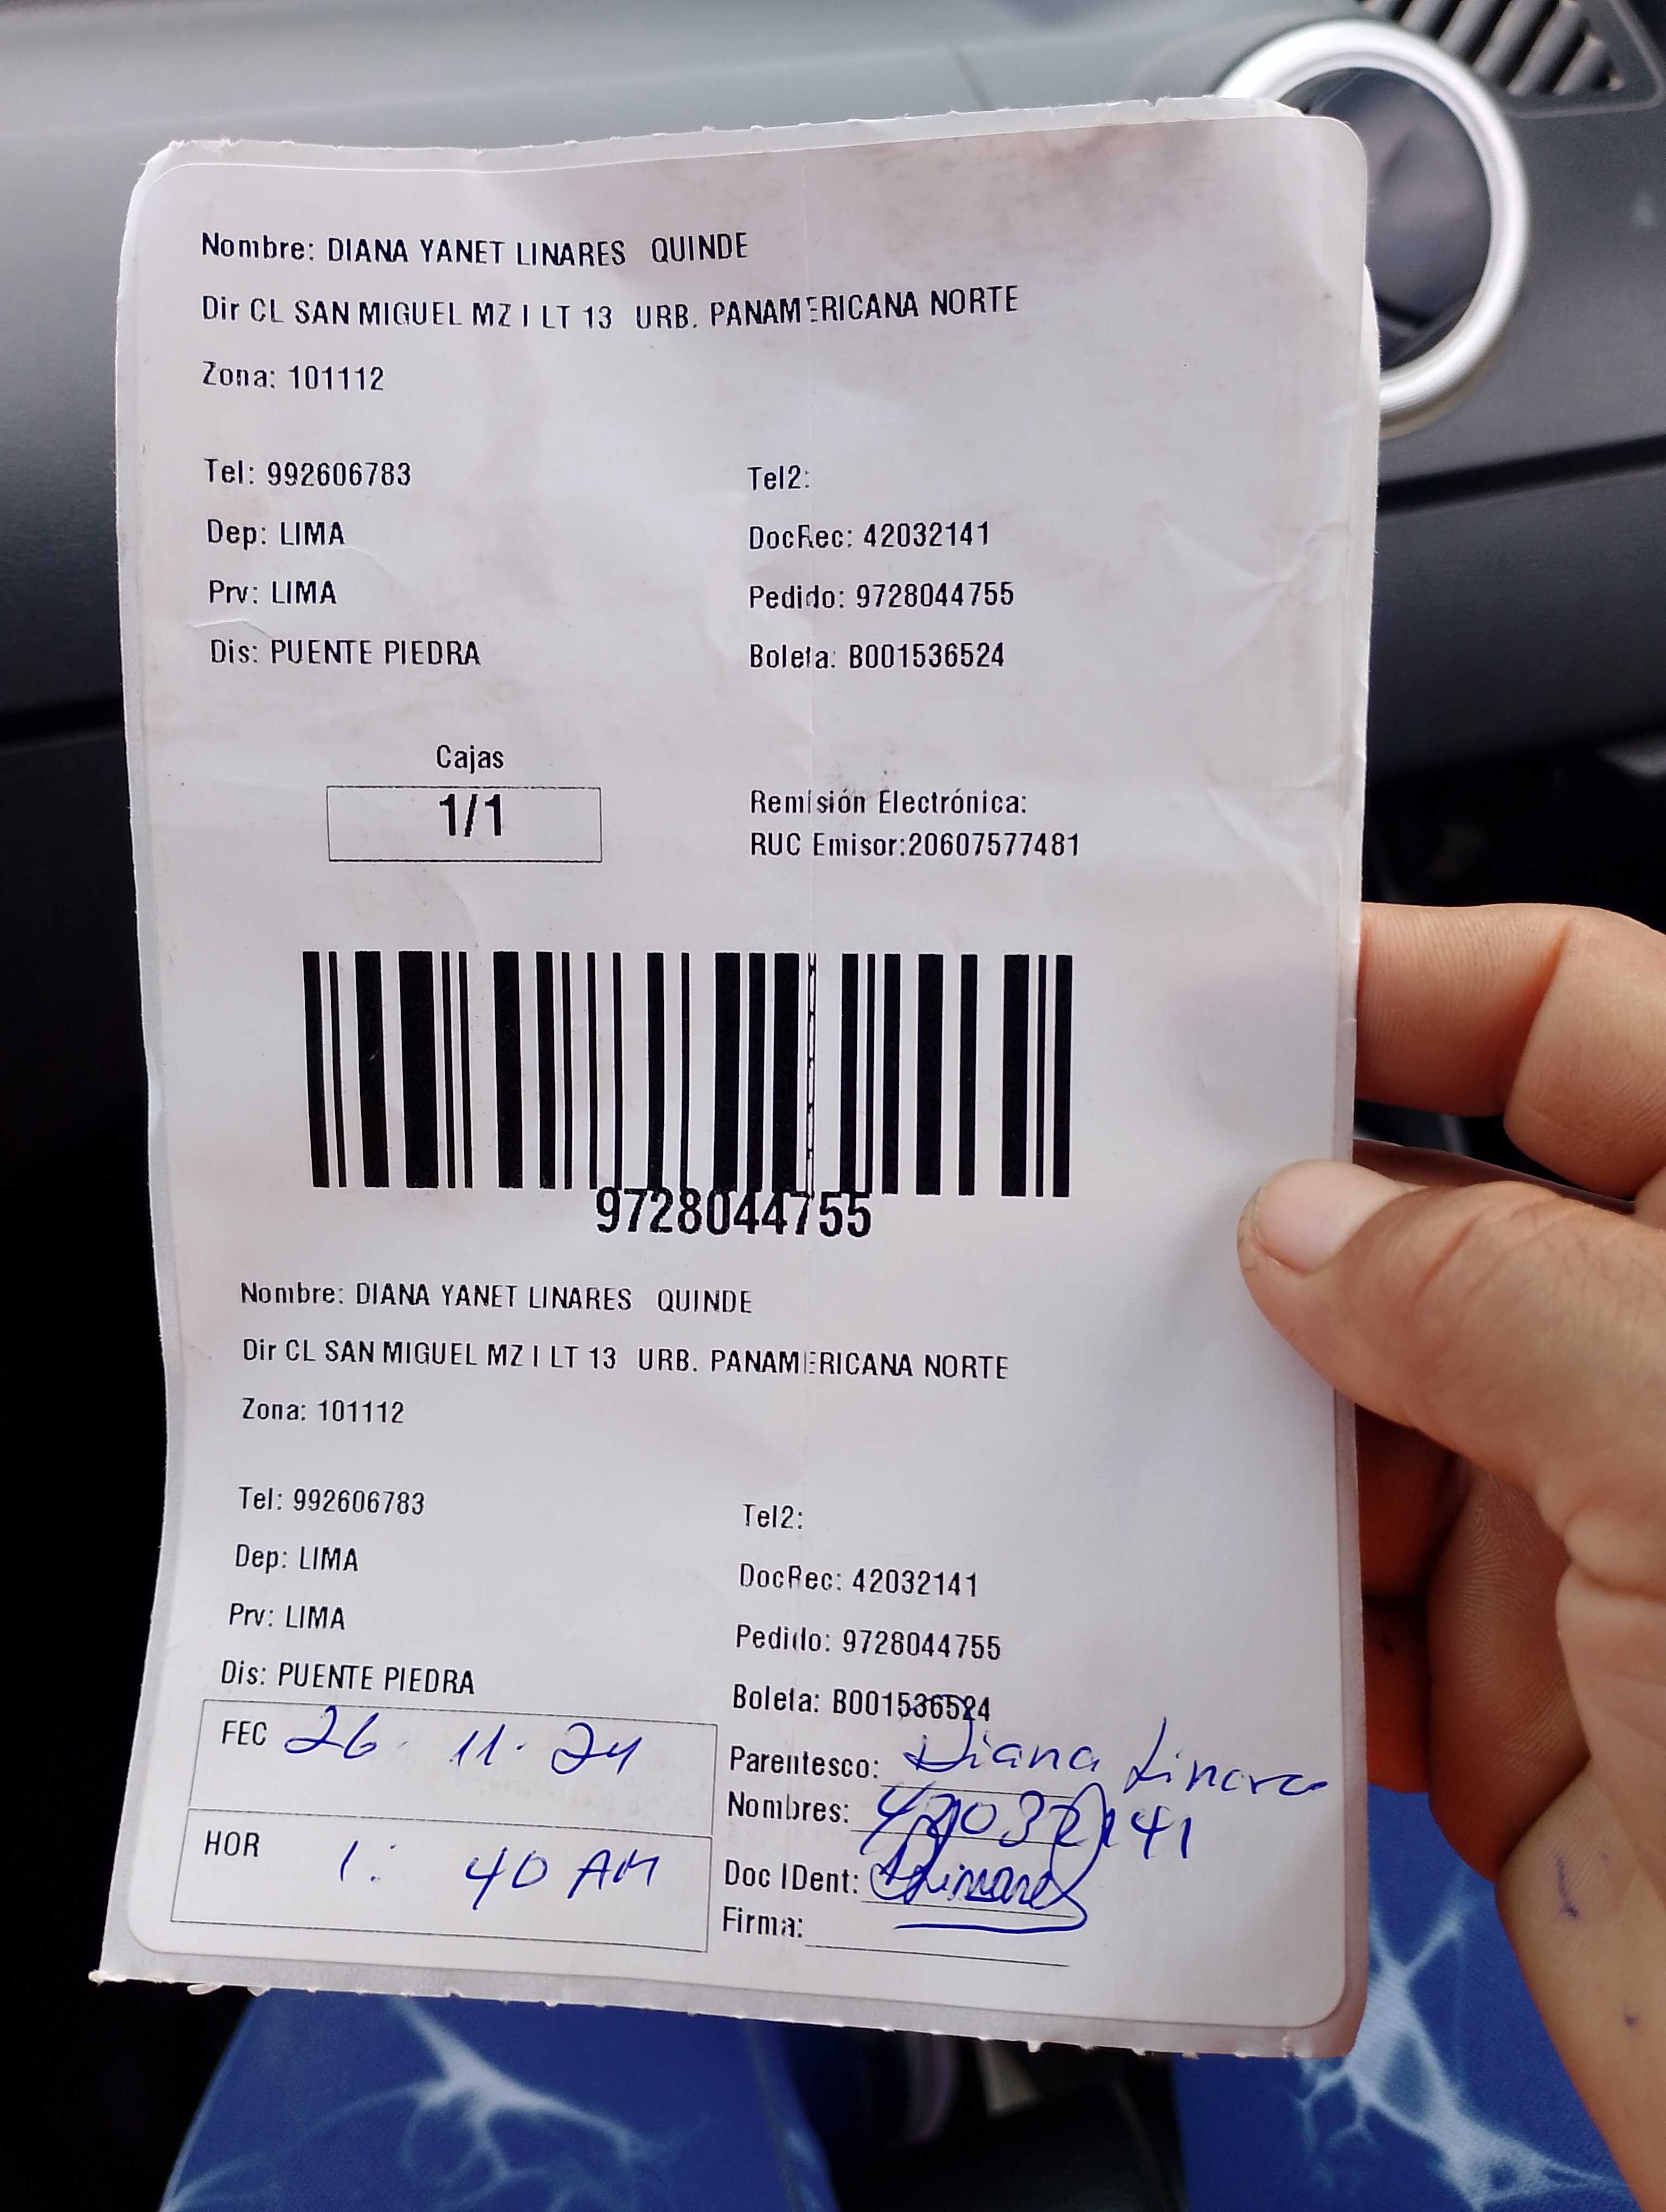 Nombre: DIANA YANET LINARES QUINDE
Dir CL SAN MIGUEL MZ I LT 13 URB. PANAMERICANA NORTE
Zona: 101112
Tel: 992606783
Tel2:
Dep: LIMA
DocRec: 42032141
Prv: LIMA
Pedido: 9728044755
Dis: PUENTE PIEDRA
Boleta: B001536524
Cajas
1/1
Remisión Electrónica:
RUC Emisor:20607577481
9728044755
Nombre: DIANA YANET LINARES QUINDE
Dir CL SAN MIGUEL MZ I LT 13 URB. PANAMERICANA NORTE
Zona: 101112
Tel: 992606783
Tel2:
Dep: LIMA
DocRec: 42032141
Prv: LIMA
Pedido: 9728044755
Dis: PUENTE PIEDRA
Boleta: B001536524
FEC 26. 11. 24
Parentesco: Diana Linares
Nombres: 42032141
HOR 1: 40 AM
Doc IDent: DLinares
Firma: